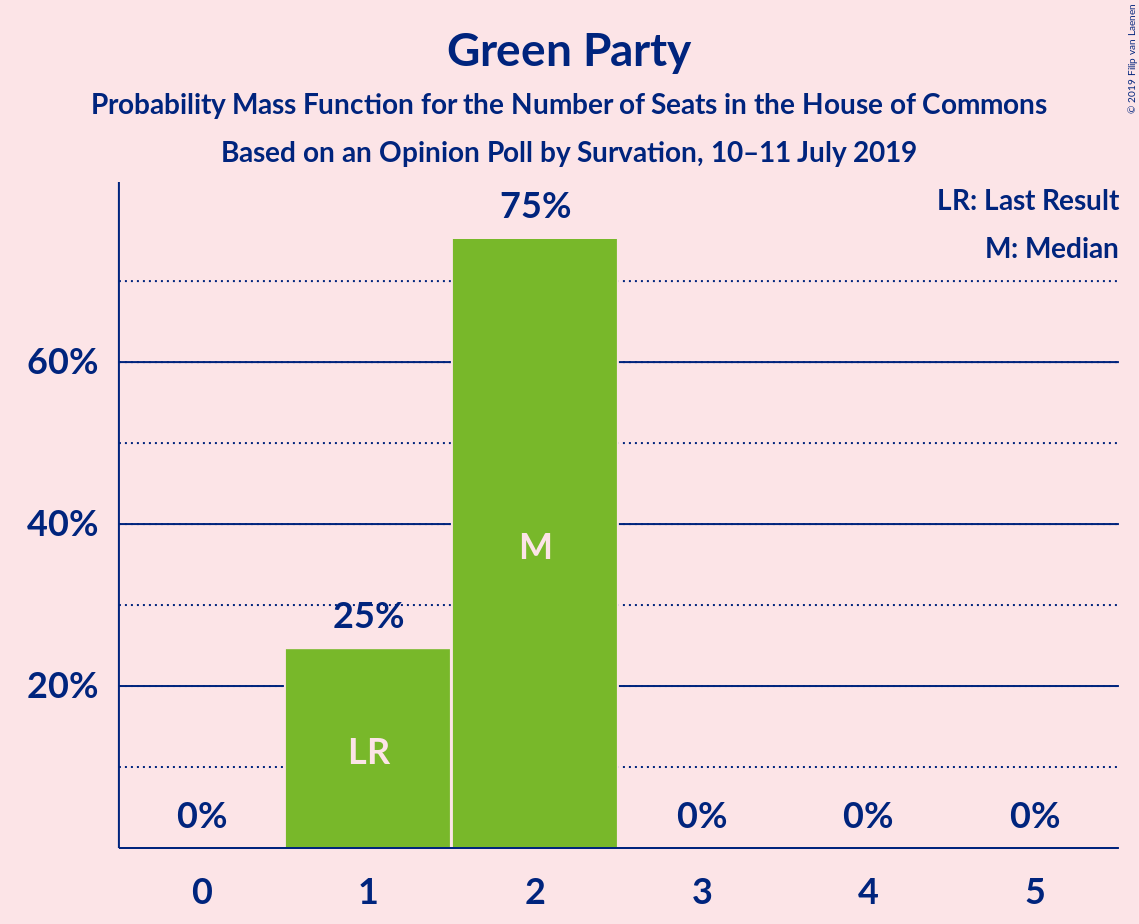 Green Party
Probability Mass Function for the Number of Seats in the House of Commons
Based on an Opinion Poll by Survation, 10–11 July 2019
© 2019 Filip van Laenen
LR: Last Result
M: Median
75%
60%
40%
20%
M
25%
LR
0%
0%
0%
0%
0 1 2 3 4 5